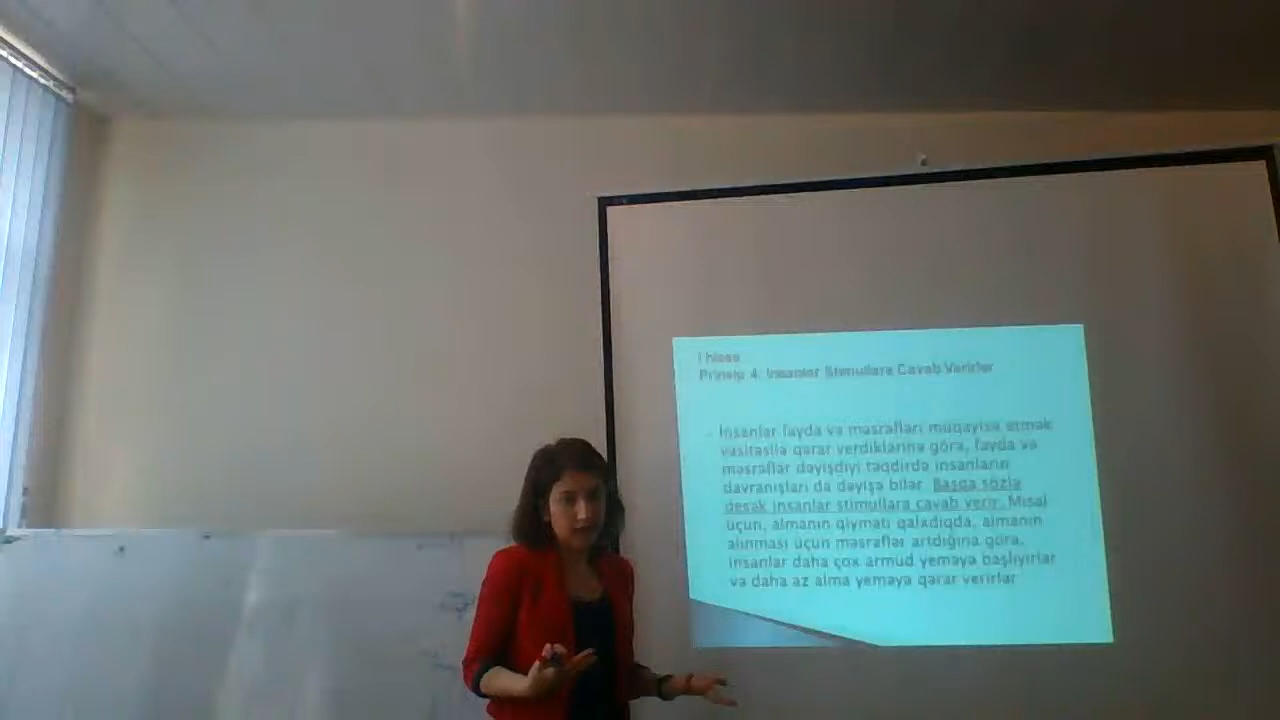 I hissə
Prinsip 4: İnsanlar Stimullara Cavab Verirlər
İnsanlar fayda və məsrəfləri müqayisə etmək
vasitəsilə qərar verdiklərinə görə, fayda və
məsrəflər dəyişdiyi təqdirdə insanların
davranışları da dəyişə bilər. Başqa sözlə
desək insanlar stimullara cavab verir. Misal
üçün, almanın qiyməti qalxdıqda, almanın
alınması üçün məsrəflər artdığına görə,
insanlar daha çox armud yeməyə başlıyırlar
və daha az alma yeməyə qərar verirlər